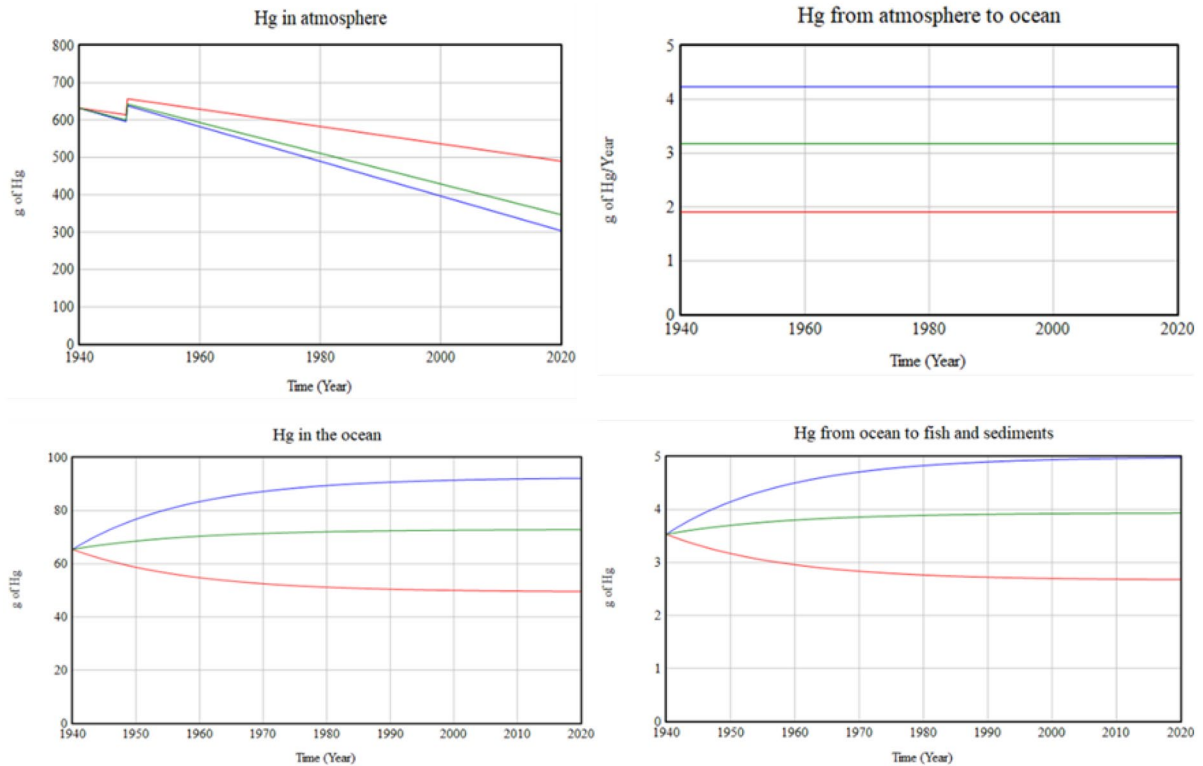 Hg in atmosphere
800
700
600
500
400
300
200
100
0
g of Hg
1940 1960 1980 2000 2020
Time (Year)
Hg from atmosphere to ocean
5
4
3
2
1
0
g of Hg/Year
1940 1960 1980 2000 2020
Time (Year)
Hg in the ocean
100
80
60
40
20
0
g of Hg
1940 1950 1960 1970 1980 1990 2000 2010 2020
Time (Year)
Hg from ocean to fish and sediments
5
4
3
2
1
0
g of Hg
1940 1950 1960 1970 1980 1990 2000 2010 2020
Time (Year)